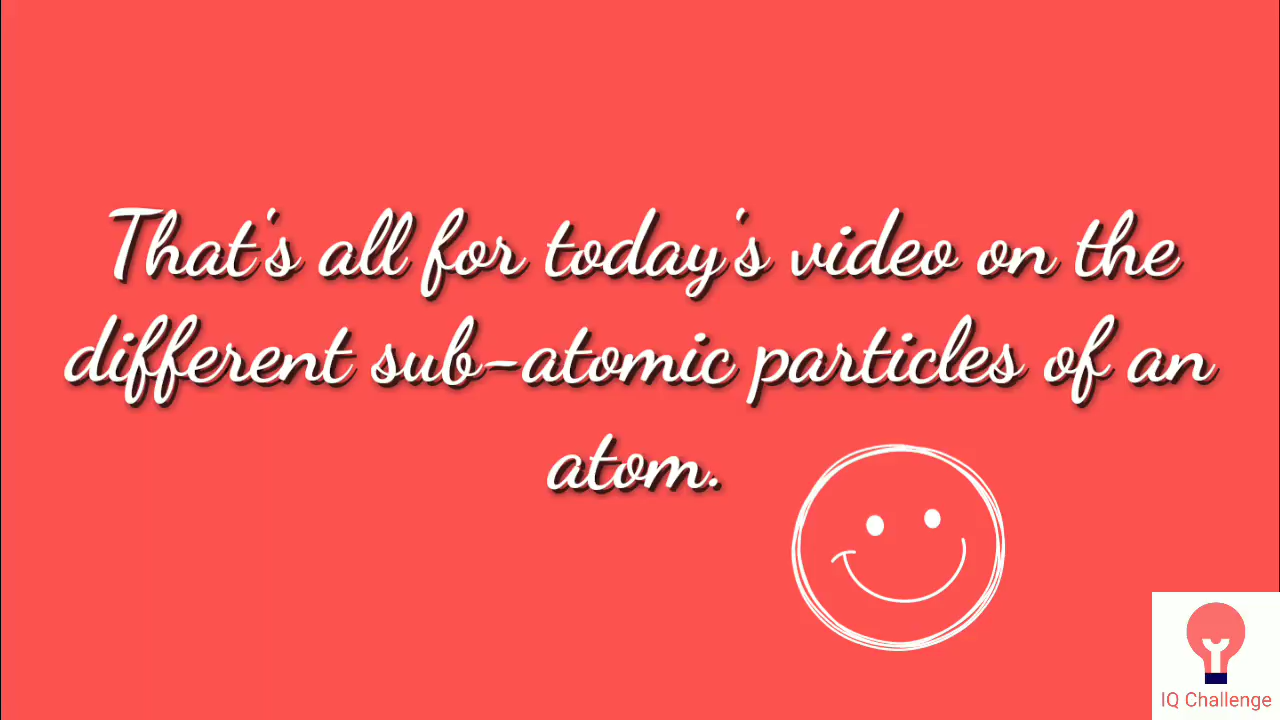 That's all for today's video on the
different sub-atomic particles of an
atom.
IQ Challenge